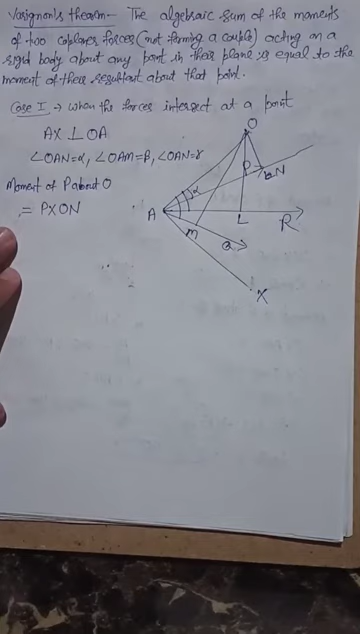 Varignon's theorem- The algebraic sum of the moments
of two coplaner forces (not forming a couple) acting on a
rigid body about any point in their plane is equal to the
moment of their resultant about that point.
Case I → when the forces intersect at a point
AX ⊥ OA
∠OAN=α, ∠OAM=β, ∠OAN=γ
Moment of P about O
= P×ON
O
P
N
α
A
L
R
M
Q
X